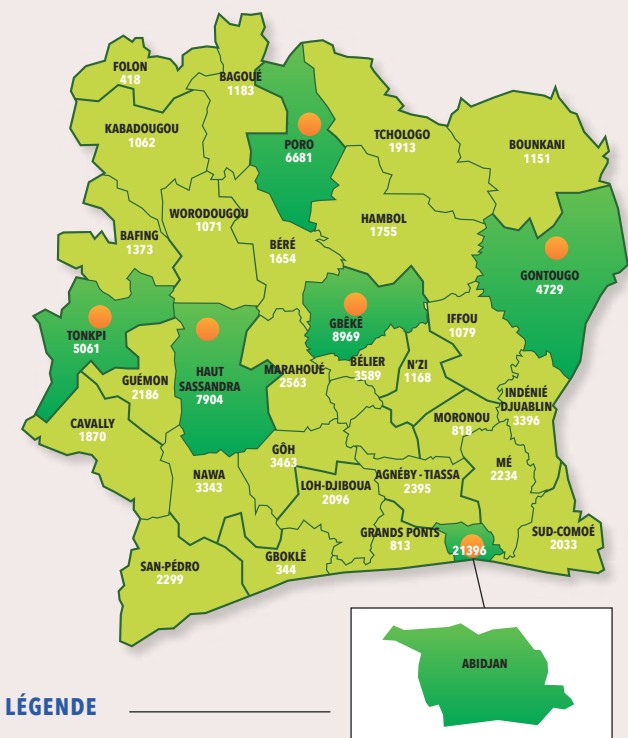 FOLON
418
BAGOUÉ
1183
KABADOUGOU
1062
PORO
6681
TCHOLOGO
1913
BOUNKANI
1151
WORODOUGOU
1071
HAMBOL
1755
BAFING
1373
BÉRÉ
1654
GONTOUGO
4729
TONKPI
5061
GBÊKÊ
8969
IFFOU
1079
HAUT
SASSANDRA
7904
GUÉMON
2186
MARAHOUÉ
2563
BÉLIER
3589
N'ZI
1168
INDÉNIÉ
DJUABLIN
3396
CAVALLY
1870
MORONOU
818
GÔH
3463
NAWA
3343
LOH-DJIBOUA
2096
AGNÉBY - TIASSA
2395
MÉ
2234
GRANDS PONTS
813
21396
SUD-COMOÉ
2033
SAN-PÉDRO
2299
GBOKLÊ
344
ABIDJAN
LÉGENDE